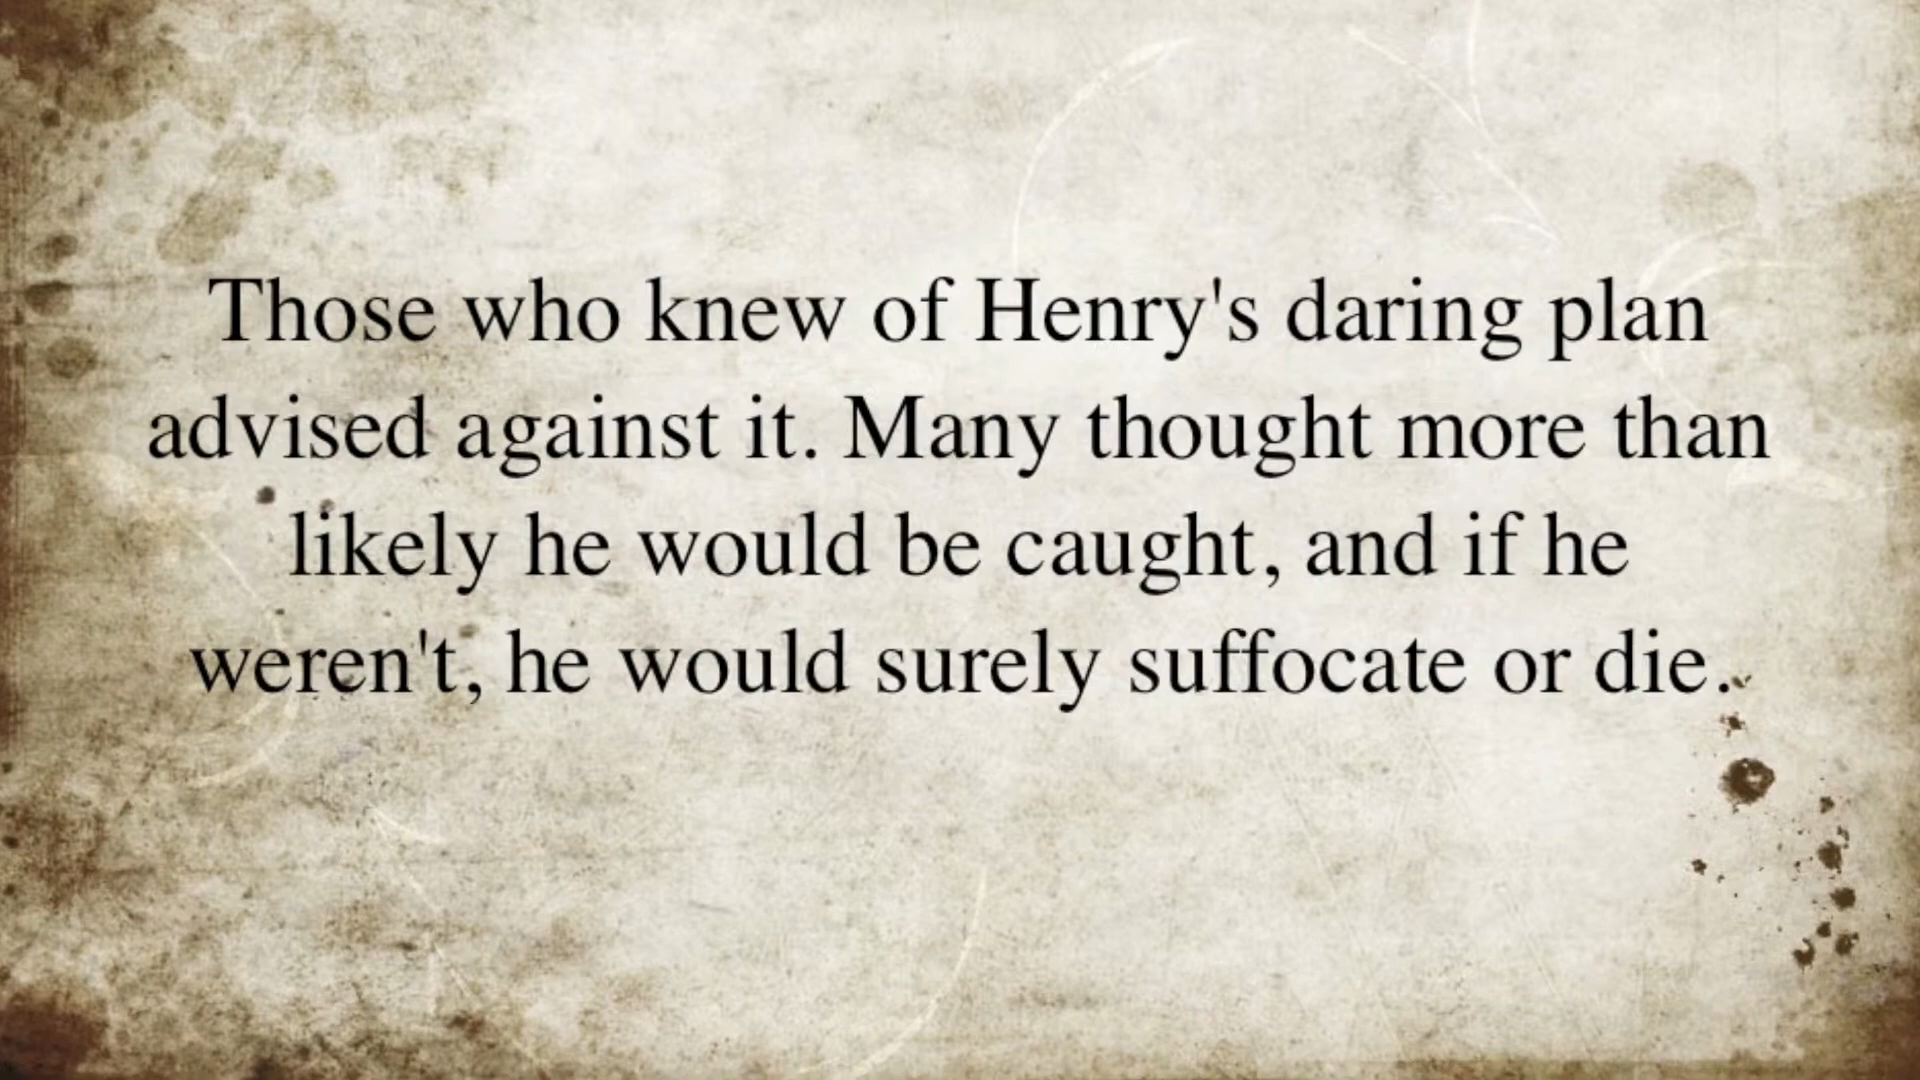 Those who knew of Henry's daring plan
advised against it. Many thought more than
likely he would be caught, and if he
weren't, he would surely suffocate or die.